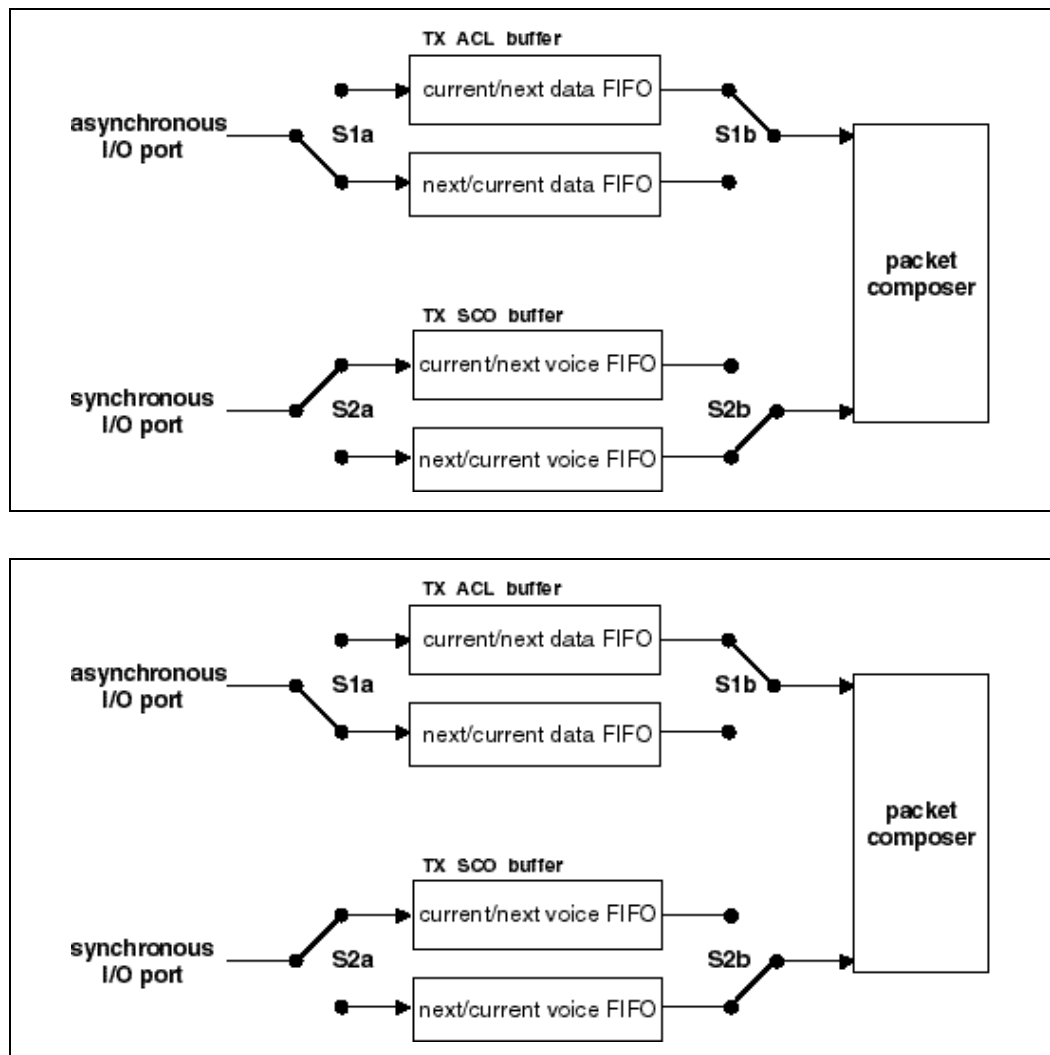 TX ACL buffer
current/next data FIFO
asynchronous
I/O port
S1a
S1b
next/current data FIFO
packet
composer
TX SCO buffer
current/next voice FIFO
synchronous
I/O port
S2a
S2b
next/current voice FIFO
TX ACL buffer
current/next data FIFO
asynchronous
I/O port
S1a
S1b
next/current data FIFO
packet
composer
TX SCO buffer
current/next voice FIFO
synchronous
I/O port
S2a
S2b
next/current voice FIFO